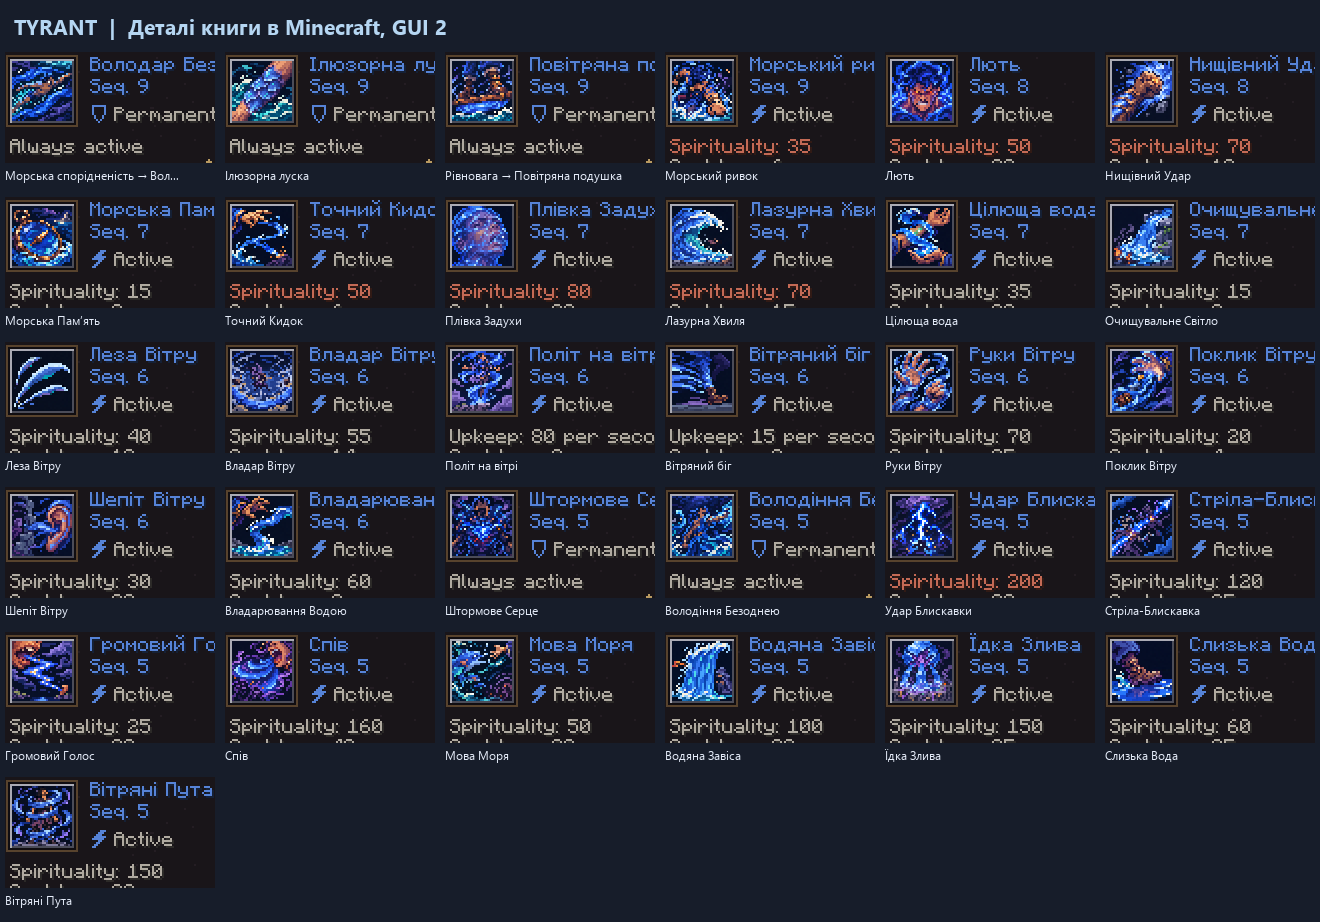 TYRANT | Деталі книги в Minecraft, GUI 2
Володар Без
Seq. 9
Permanent
Always active
Морська спорідненість → Вол...
Ілюзорна лу
Seq. 9
Permanent
Always active
Ілюзорна луска
Повітряна по
Seq. 9
Permanent
Always active
Рівновага → Повітряна подушка
Морський ри
Seq. 9
Active
Spirituality: 35
Морський ривок
Лють
Seq. 8
Active
Spirituality: 50
Лють
Нищівний Уд
Seq. 8
Active
Spirituality: 70
Нищівний Удар
Морська Пам
Seq. 7
Active
Spirituality: 15
Морська Пам'ять
Точний Кидо
Seq. 7
Active
Spirituality: 50
Точний Кидок
Плівка Задух
Seq. 7
Active
Spirituality: 80
Плівка Задухи
Лазурна Хви
Seq. 7
Active
Spirituality: 70
Лазурна Хвиля
Цілюща вода
Seq. 7
Active
Spirituality: 35
Цілюща вода
Очищувальне
Seq. 7
Active
Spirituality: 15
Очищувальне Світло
Леза Вітру
Seq. 6
Active
Spirituality: 40
Леза Вітру
Владар Вітру
Seq. 6
Active
Spirituality: 55
Владар Вітру
Політ на вітр
Seq. 6
Active
Upkeep: 80 per seco
Політ на вітрі
Вітряний біг
Seq. 6
Active
Upkeep: 15 per seco
Вітряний біг
Руки Вітру
Seq. 6
Active
Spirituality: 70
Руки Вітру
Поклик Вітру
Seq. 6
Active
Spirituality: 20
Поклик Вітру
Шепіт Вітру
Seq. 6
Active
Spirituality: 30
Шепіт Вітру
Владарюван
Seq. 6
Active
Spirituality: 60
Владарювання Водою
Штормове Се
Seq. 5
Permanent
Always active
Штормове Серце
Володіння Бе
Seq. 5
Permanent
Always active
Володіння Безоднею
Удар Блиска
Seq. 5
Active
Spirituality: 200
Удар Блискавки
Стріла-Блис
Seq. 5
Active
Spirituality: 120
Стріла-Блискавка
Громовий Го
Seq. 5
Active
Spirituality: 25
Громовий Голос
Спів
Seq. 5
Active
Spirituality: 160
Спів
Мова Моря
Seq. 5
Active
Spirituality: 50
Мова Моря
Водяна Заві
Seq. 5
Active
Spirituality: 100
Водяна Завіса
Їдка Злива
Seq. 5
Active
Spirituality: 150
Їдка Злива
Слизька Вод
Seq. 5
Active
Spirituality: 60
Слизька Вода
Вітряні Пута
Seq. 5
Active
Spirituality: 150
Вітряні Пута